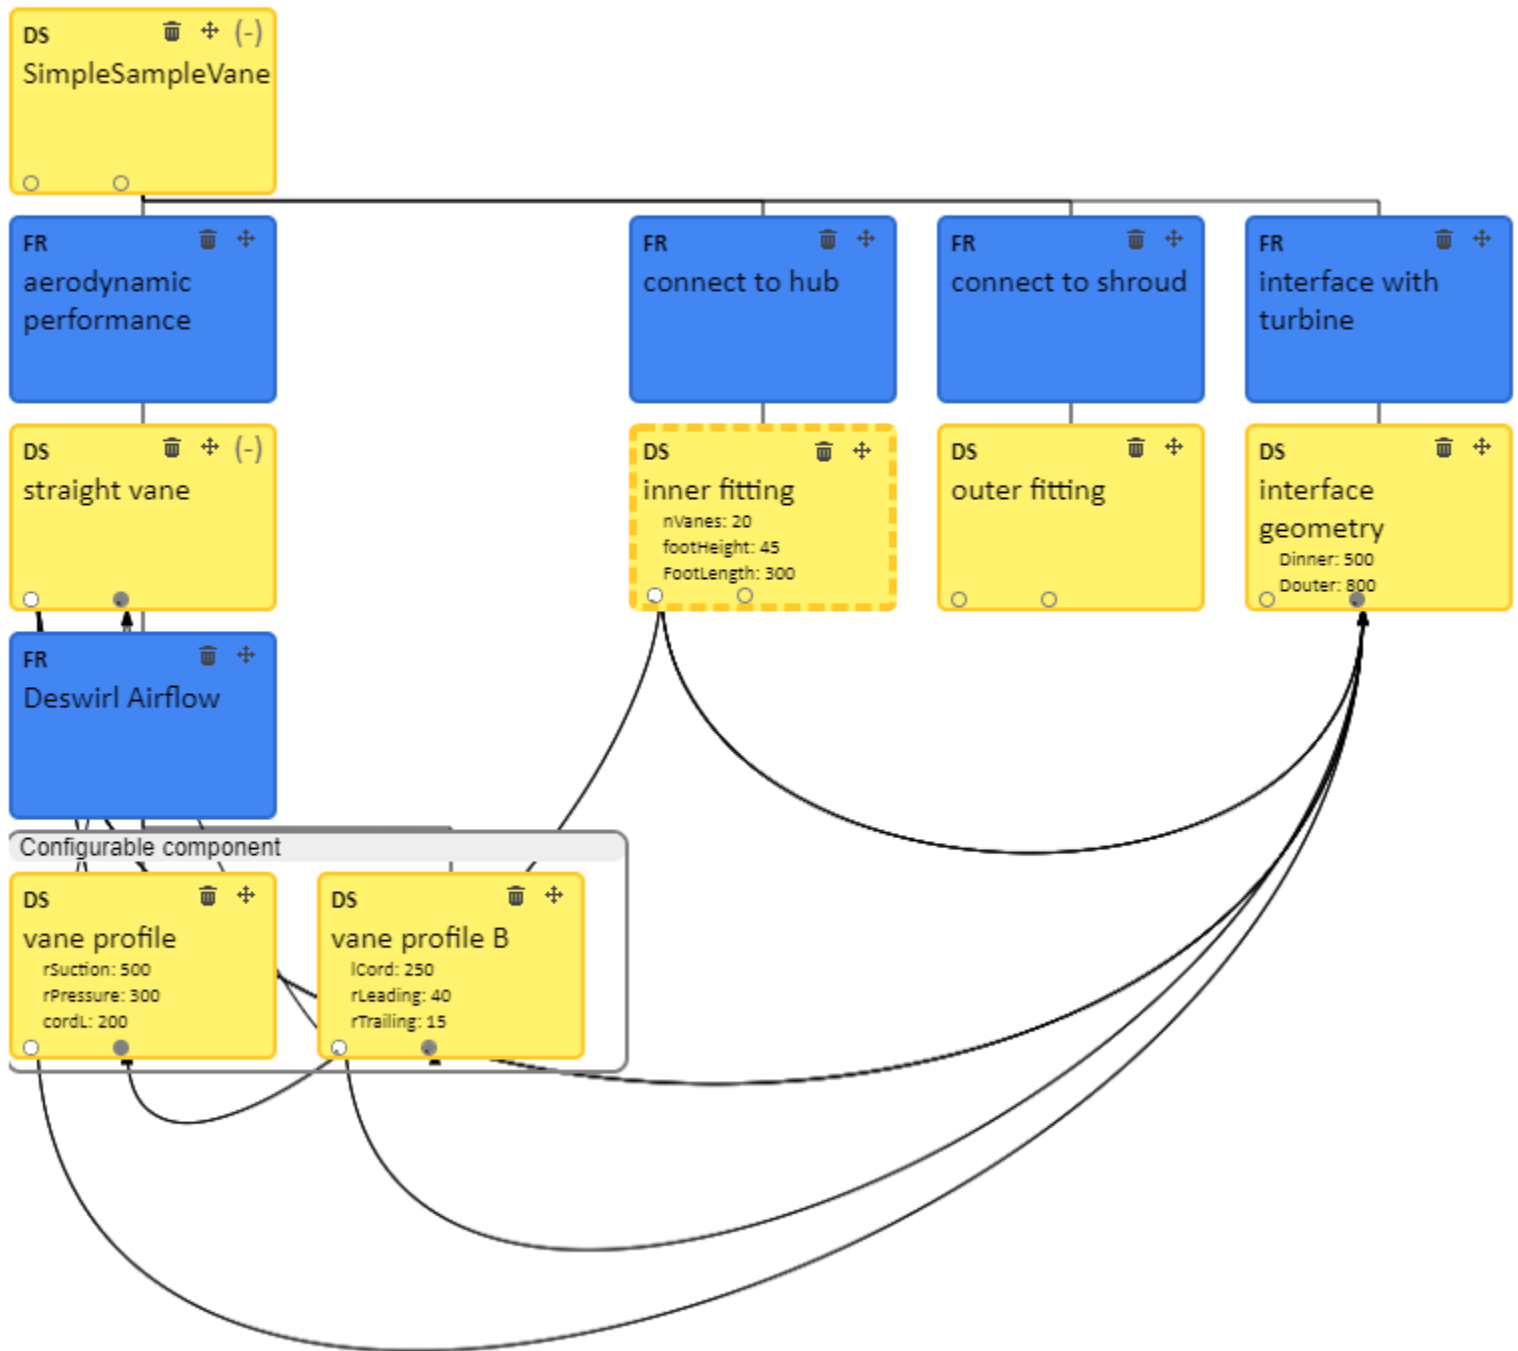 DS
(-)
SimpleSampleVane
FR
aerodynamic
performance
FR
connect to hub
FR
connect to shroud
FR
interface with
turbine
DS
(-)
straight vane
DS
inner fitting
nVanes: 20
footHeight: 45
FootLength: 300
DS
outer fitting
DS
interface
geometry
Dinner: 500
Douter: 800
FR
Deswirl Airflow
Configurable component
DS
vane profile
rSuction: 500
rPressure: 300
cordL: 200
DS
vane profile B
lCord: 250
rLeading: 40
rTrailing: 15